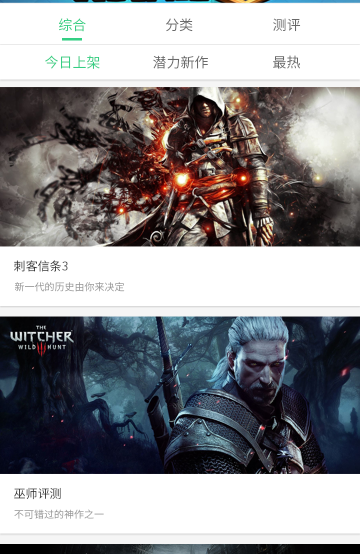 综合 分类 测评
今日上架 潜力新作 最热
刺客信条3
新一代的历史由你来决定
THE
WITCHER
WILD HUNT
巫师评测
不可错过的神作之一